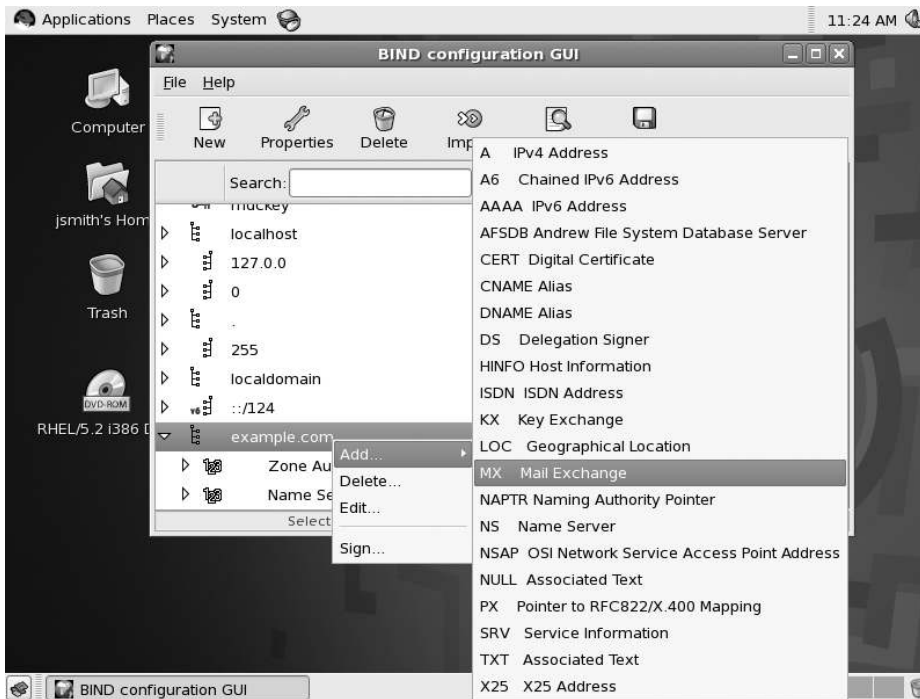 Applications Places System
11:24 AM
BIND configuration GUI
File Help
New Properties Delete
Search:
Computer
jsmith's Hom
Trash
DVD-ROM
RHEL/5.2 i386
muckey
localhost
127.0.0
0
.
255
localdomain
v6 ::/124
example.com
123 Zone Au
123 Name Se
Select
Add...
Delete...
Edit...
Sign...
A IPv4 Address
A6 Chained IPv6 Address
AAAA IPv6 Address
AFSDB Andrew File System Database Server
CERT Digital Certificate
CNAME Alias
DNAME Alias
DS Delegation Signer
HINFO Host Information
ISDN ISDN Address
KX Key Exchange
LOC Geographical Location
MX Mail Exchange
NAPTR Naming Authority Pointer
NS Name Server
NSAP OSI Network Service Access Point Address
NULL Associated Text
PX Pointer to RFC822/X.400 Mapping
SRV Service Information
TXT Associated Text
X25 X25 Address
BIND configuration GUI